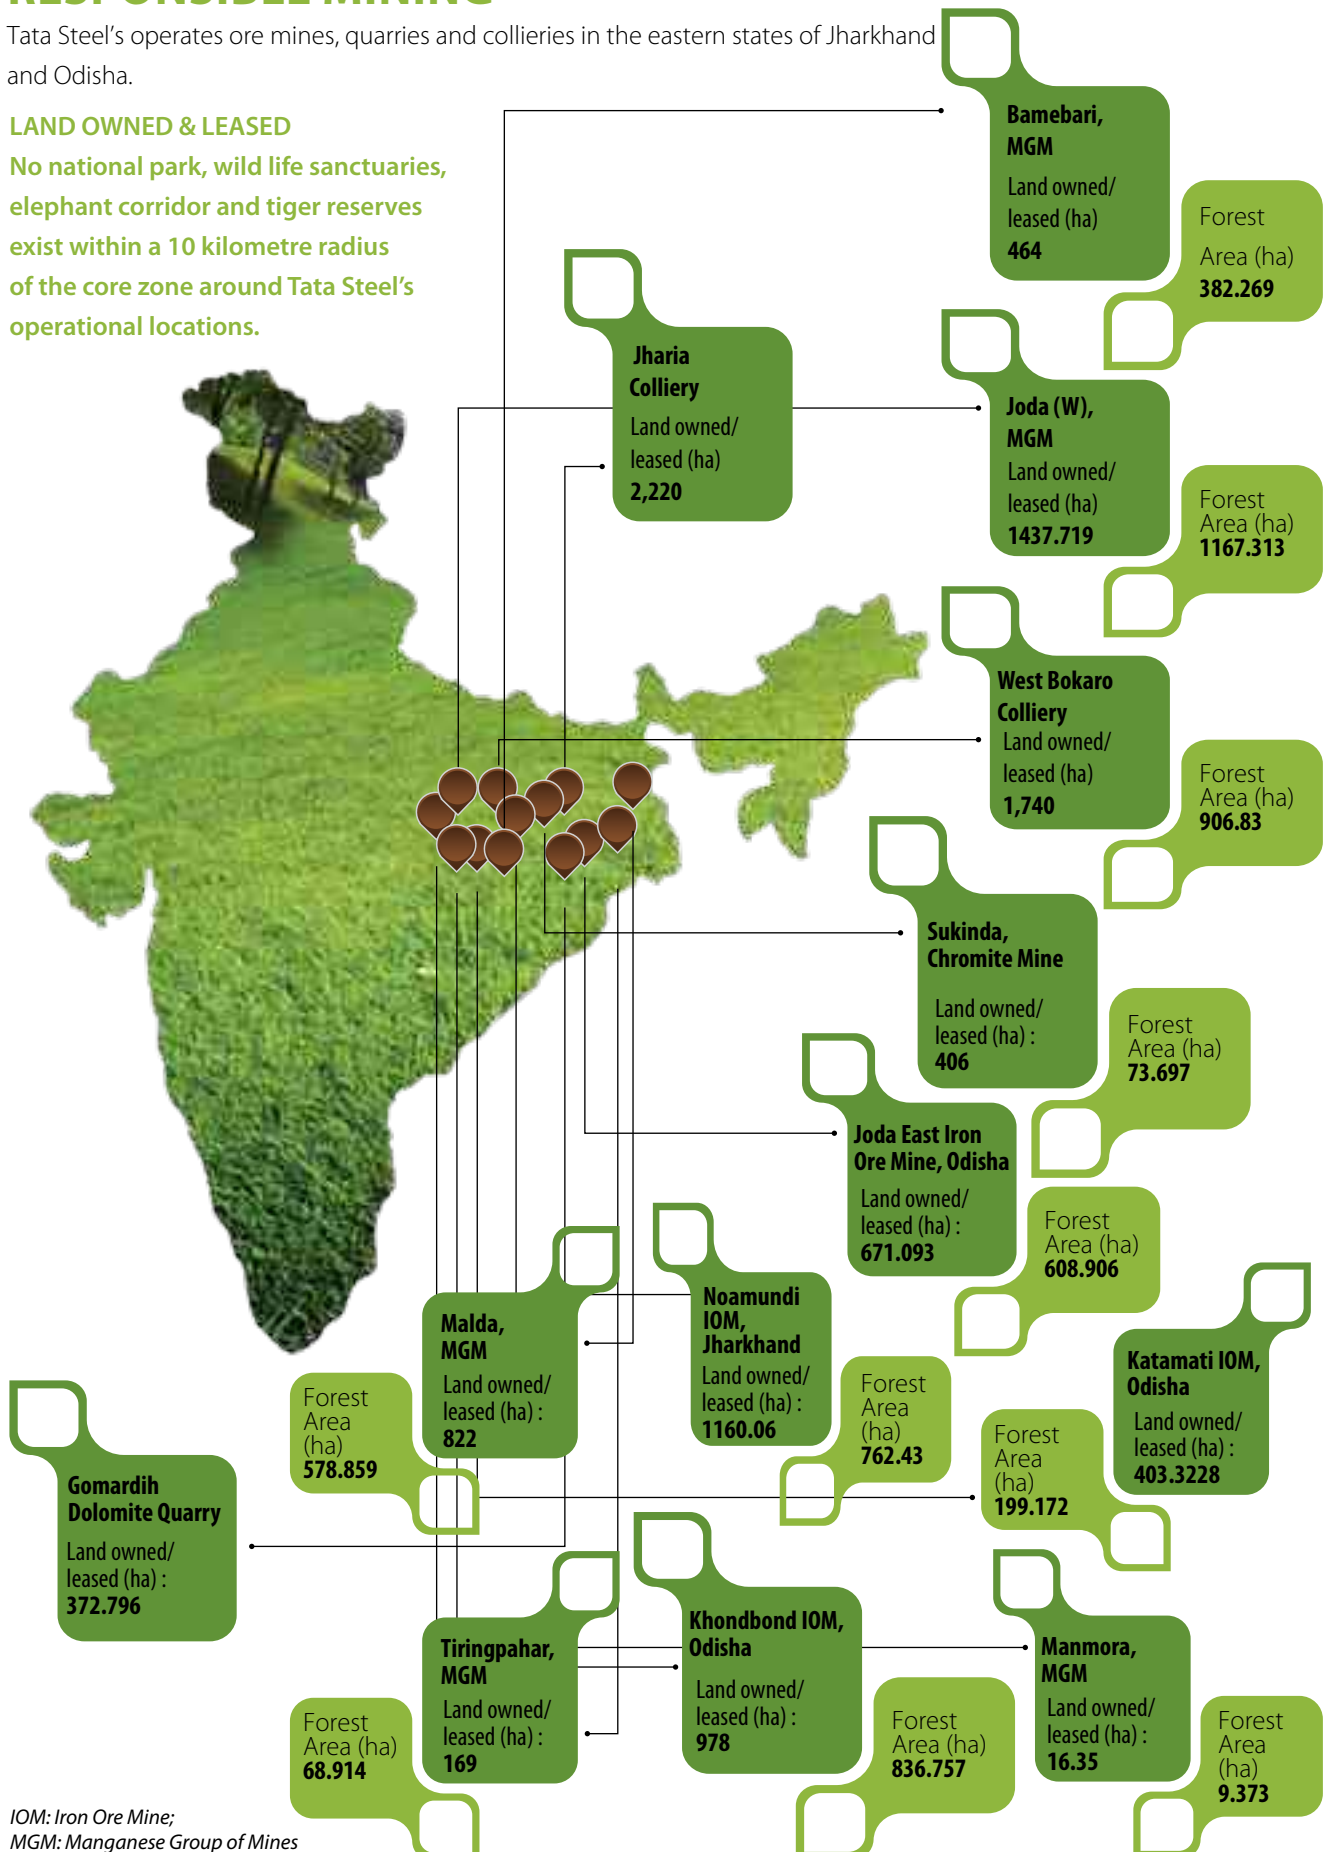 RESPONSIBLE MINING
Tata Steel's operates ore mines, quarries and collieries in the eastern states of Jharkhand
and Odisha.
LAND OWNED & LEASED
No national park, wild life sanctuaries,
elephant corridor and tiger reserves
exist within a 10 kilometre radius
of the core zone around Tata Steel's
operational locations.
Bamebari,
MGM
Land owned/
leased (ha)
464
Forest
Area (ha)
382.269
Jharia
Colliery
Land owned/
leased (ha)
2,220
Joda (W),
MGM
Land owned/
leased (ha)
1437.719
Forest
Area (ha)
1167.313
West Bokaro
Colliery
Land owned/
leased (ha)
1,740
Forest
Area (ha)
906.83
Sukinda,
Chromite Mine
Land owned/
leased (ha) :
406
Forest
Area (ha)
73.697
Joda East Iron
Ore Mine, Odisha
Land owned/
leased (ha) :
671.093
Forest
Area (ha)
608.906
Malda,
MGM
Land owned/
leased (ha) :
822
Forest
Area
(ha)
578.859
Noamundi
IOM,
Jharkhand
Land owned/
leased (ha) :
1160.06
Forest
Area
(ha)
762.43
Katamati IOM,
Odisha
Land owned/
leased (ha) :
403.3228
Forest
Area
(ha)
199.172
Gomardih
Dolomite Quarry
Land owned/
leased (ha) :
372.796
Tiringpahar,
MGM
Land owned/
leased (ha) :
169
Forest
Area (ha)
68.914
Khondbond IOM,
Odisha
Land owned/
leased (ha) :
978
Forest
Area (ha)
836.757
Manmora,
MGM
Land owned/
leased (ha) :
16.35
Forest
Area
(ha)
9.373
IOM: Iron Ore Mine;
MGM: Manganese Group of Mines